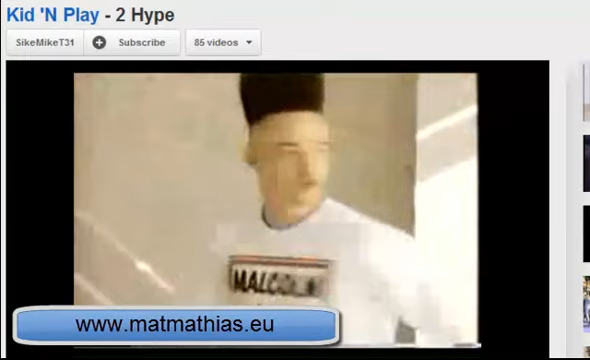 Kid 'N Play - 2 Hype
SikeMikeT31 Subscribe 85 videos
MALCOLM
www.matmathias.eu